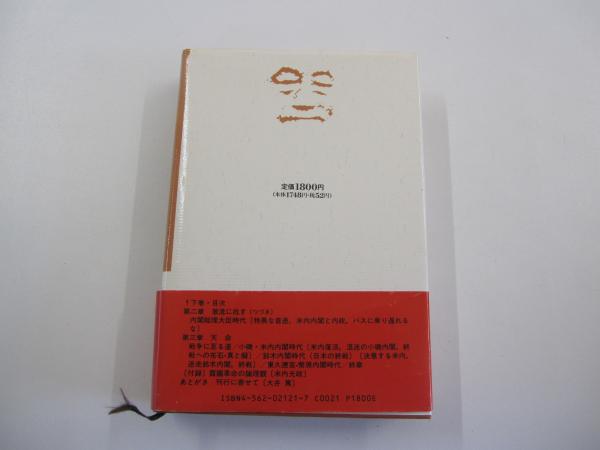 定価1800円
(本体1748円・税52円)
下巻・目次
第二章 激流に抗す(つづき)
内閣総理大臣時代〔特異な首逃、米内内閣と内政、バスに乗り遅れるな〕
第三章 天命
戦争に至る道/小磯・米内内閣時代〔米内復活、混迷の小磯内閣、終
戦への布石・真と擬〕/鈴木内閣時代(日本の終戦)〔決意する米内、
迷走鈴木内閣、終戦〕/東久邇宮・幣原内閣時代/終章
〔付録〕露国革命の論理観〔米内光政〕
あとがき 刊行に寄せて〔大井篤〕
ISBN4-562-02121-7 C0021 P1800E